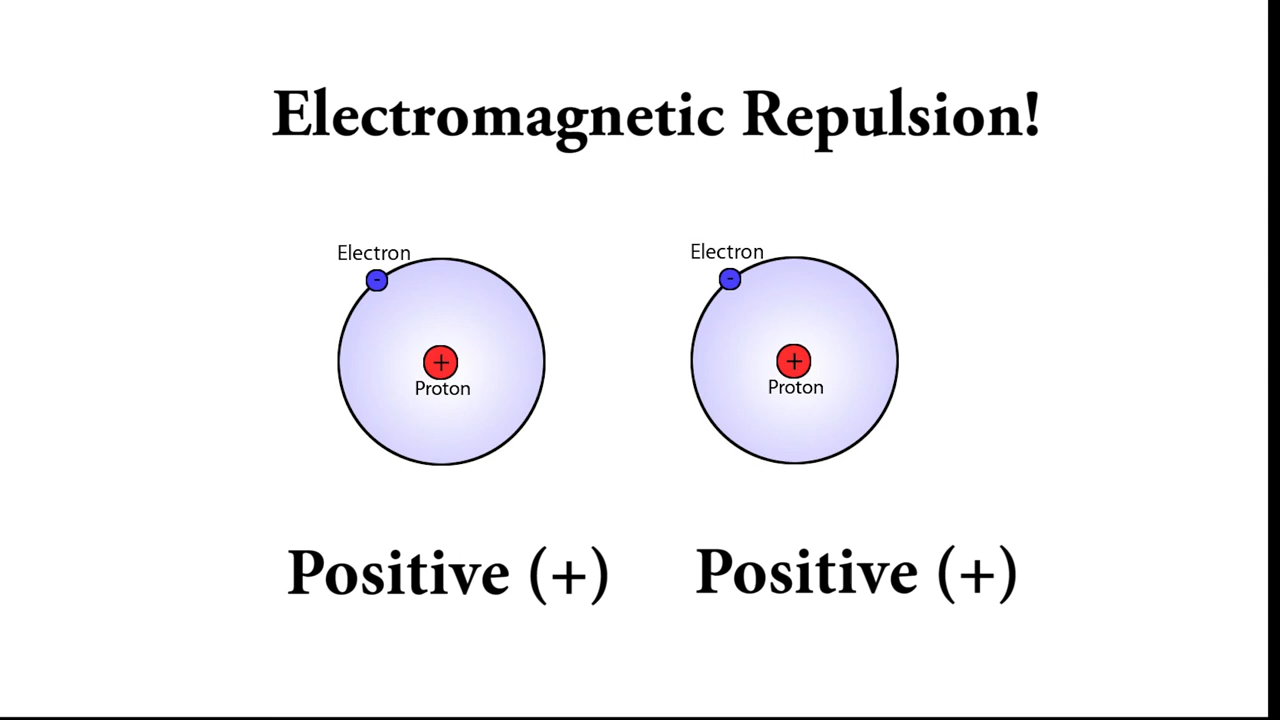 Electromagnetic Repulsion!
Electron Electron
- -
+ +
Proton Proton
Positive (+) Positive (+)